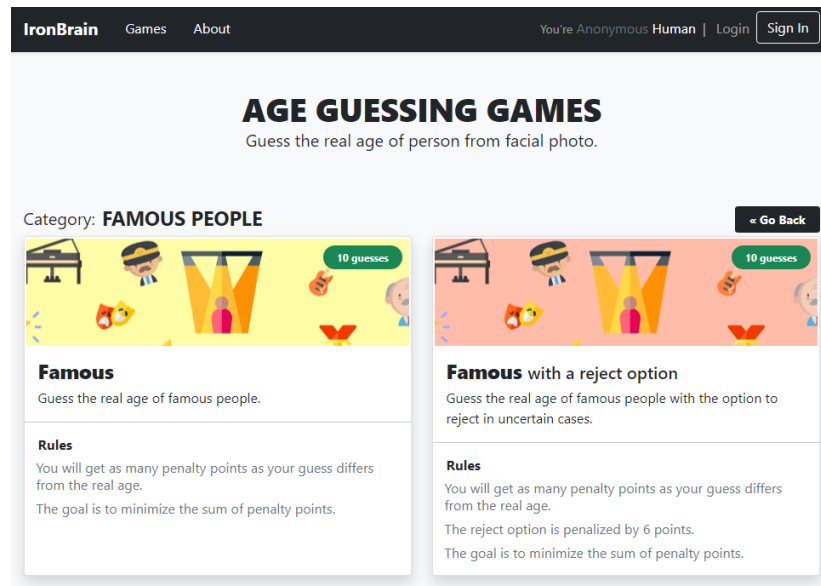 IronBrain Games About You're Anonymous Human | Login Sign In
AGE GUESSING GAMES
Guess the real age of person from facial photo.
Category: FAMOUS PEOPLE
« Go Back
10 guesses
Famous
Guess the real age of famous people.
Rules
You will get as many penalty points as your guess differs
from the real age.
The goal is to minimize the sum of penalty points.
10 guesses
Famous with a reject option
Guess the real age of famous people with the option to
reject in uncertain cases.
Rules
You will get as many penalty points as your guess differs
from the real age.
The reject option is penalized by 6 points.
The goal is to minimize the sum of penalty points.